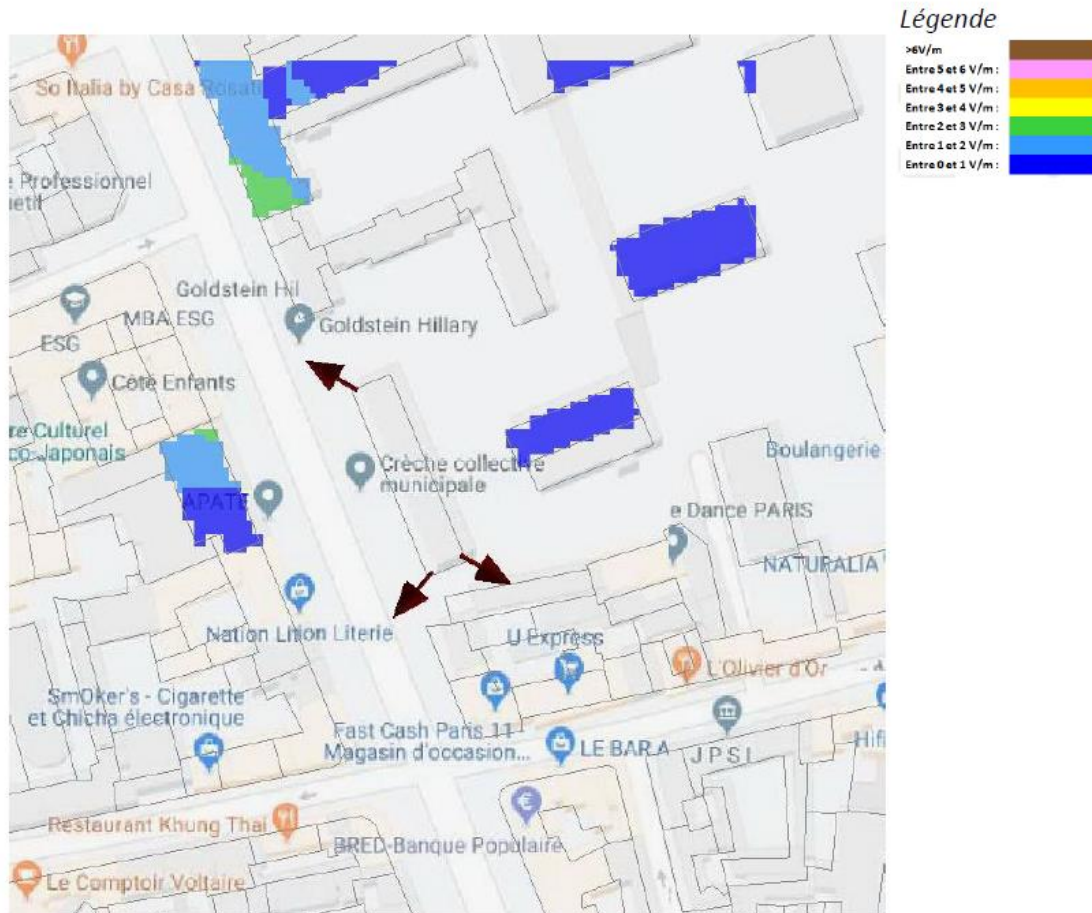 Légende
>6V/m
Entre 5 et 6 V/m :
Entre 4 et 5 V/m :
Entre 3 et 4 V/m :
Entre 2 et 3 V/m :
Entre 1 et 2 V/m :
Entre 0 et 1 V/m :
So Italia by Casa Rosati
e Professionnel
uetil
Goldstein Hil
MBA ESG
Goldstein Hillary
ESG
Côté Enfants
re Culturel
co-Japonais
Boulangerie
Crèche collective
municipale
APATE
e Dance PARIS
NATURALIA
Nation Lition Literie
U Express
L'Olivier d'Or
SmOker's - Cigarette
et Chicha électronique
Fast Cash Paris 11 -
Magasin d'occasion...
LE BAR.A
J.P.S.I.
Hifi
Restaurant Khung Thai
BRED-Banque Populaire
Le Comptoir Voltaire